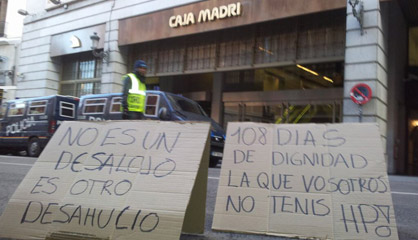 CAJA MADRID
POLICIA
NO ES UN
DESALOJO
ES OTRO
DESAHUCIO
108 DIAS
DE DIGNIDAD
LA QUE VOSOTROS
NO TENIS HP!